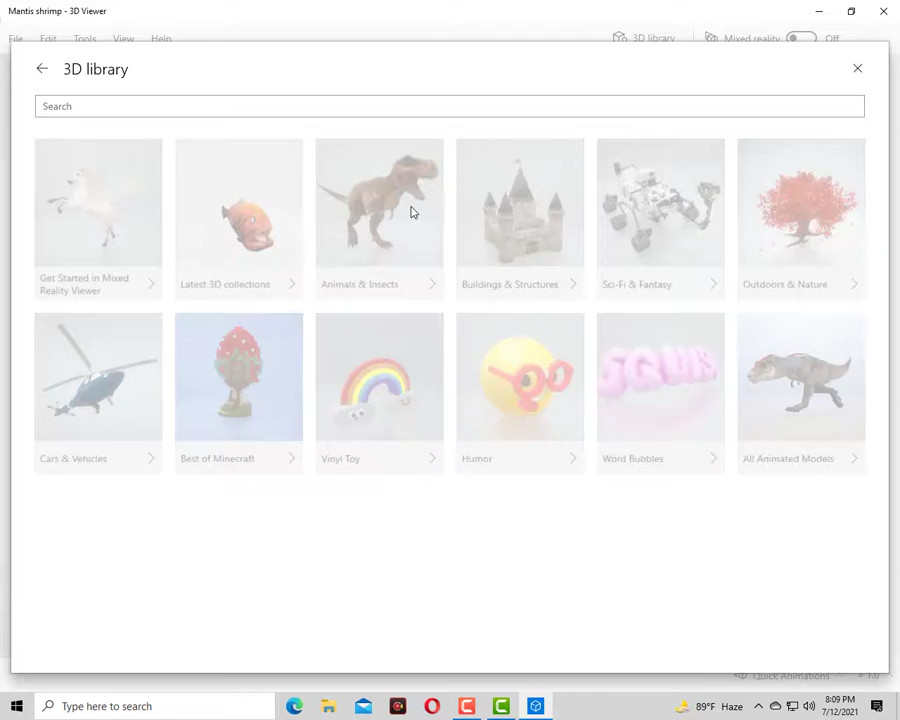 Mantis shrimp - 3D Viewer
File Edit Tools View Help 3D library Mixed reality Off
3D library
Search
Get Started in Mixed Reality Viewer
Latest 3D collections
Animals & Insects
Buildings & Structures
Sci-Fi & Fantasy
Outdoors & Nature
Cars & Vehicles
Best of Minecraft
Vinyl Toy
Humor
Word Bubbles
All Animated Models
Quick Animations × 1.0
Type here to search
89°F Haze
8:09 PM
7/12/2021